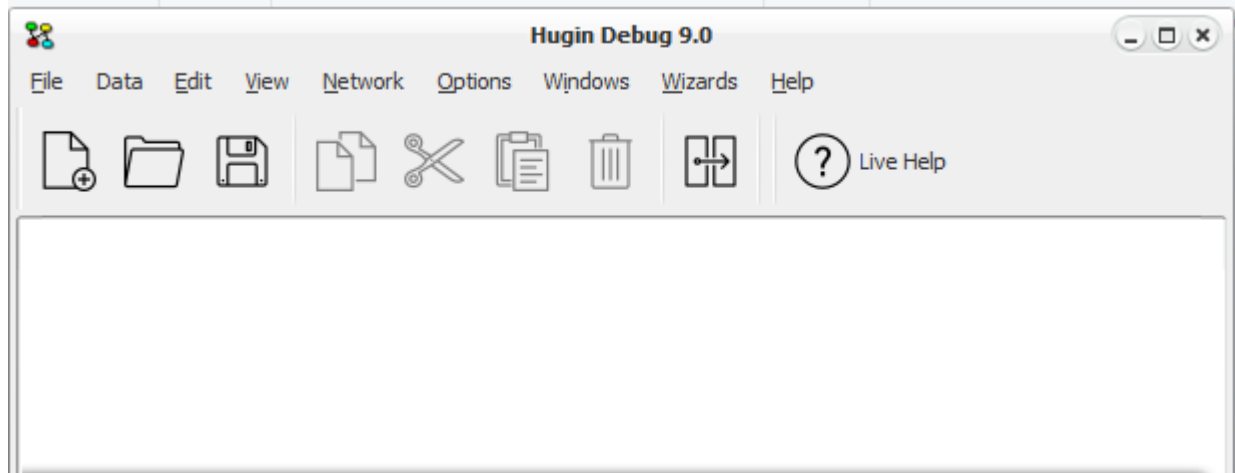 Hugin Debug 9.0
File Data Edit View Network Options Windows Wizards Help
? Live Help